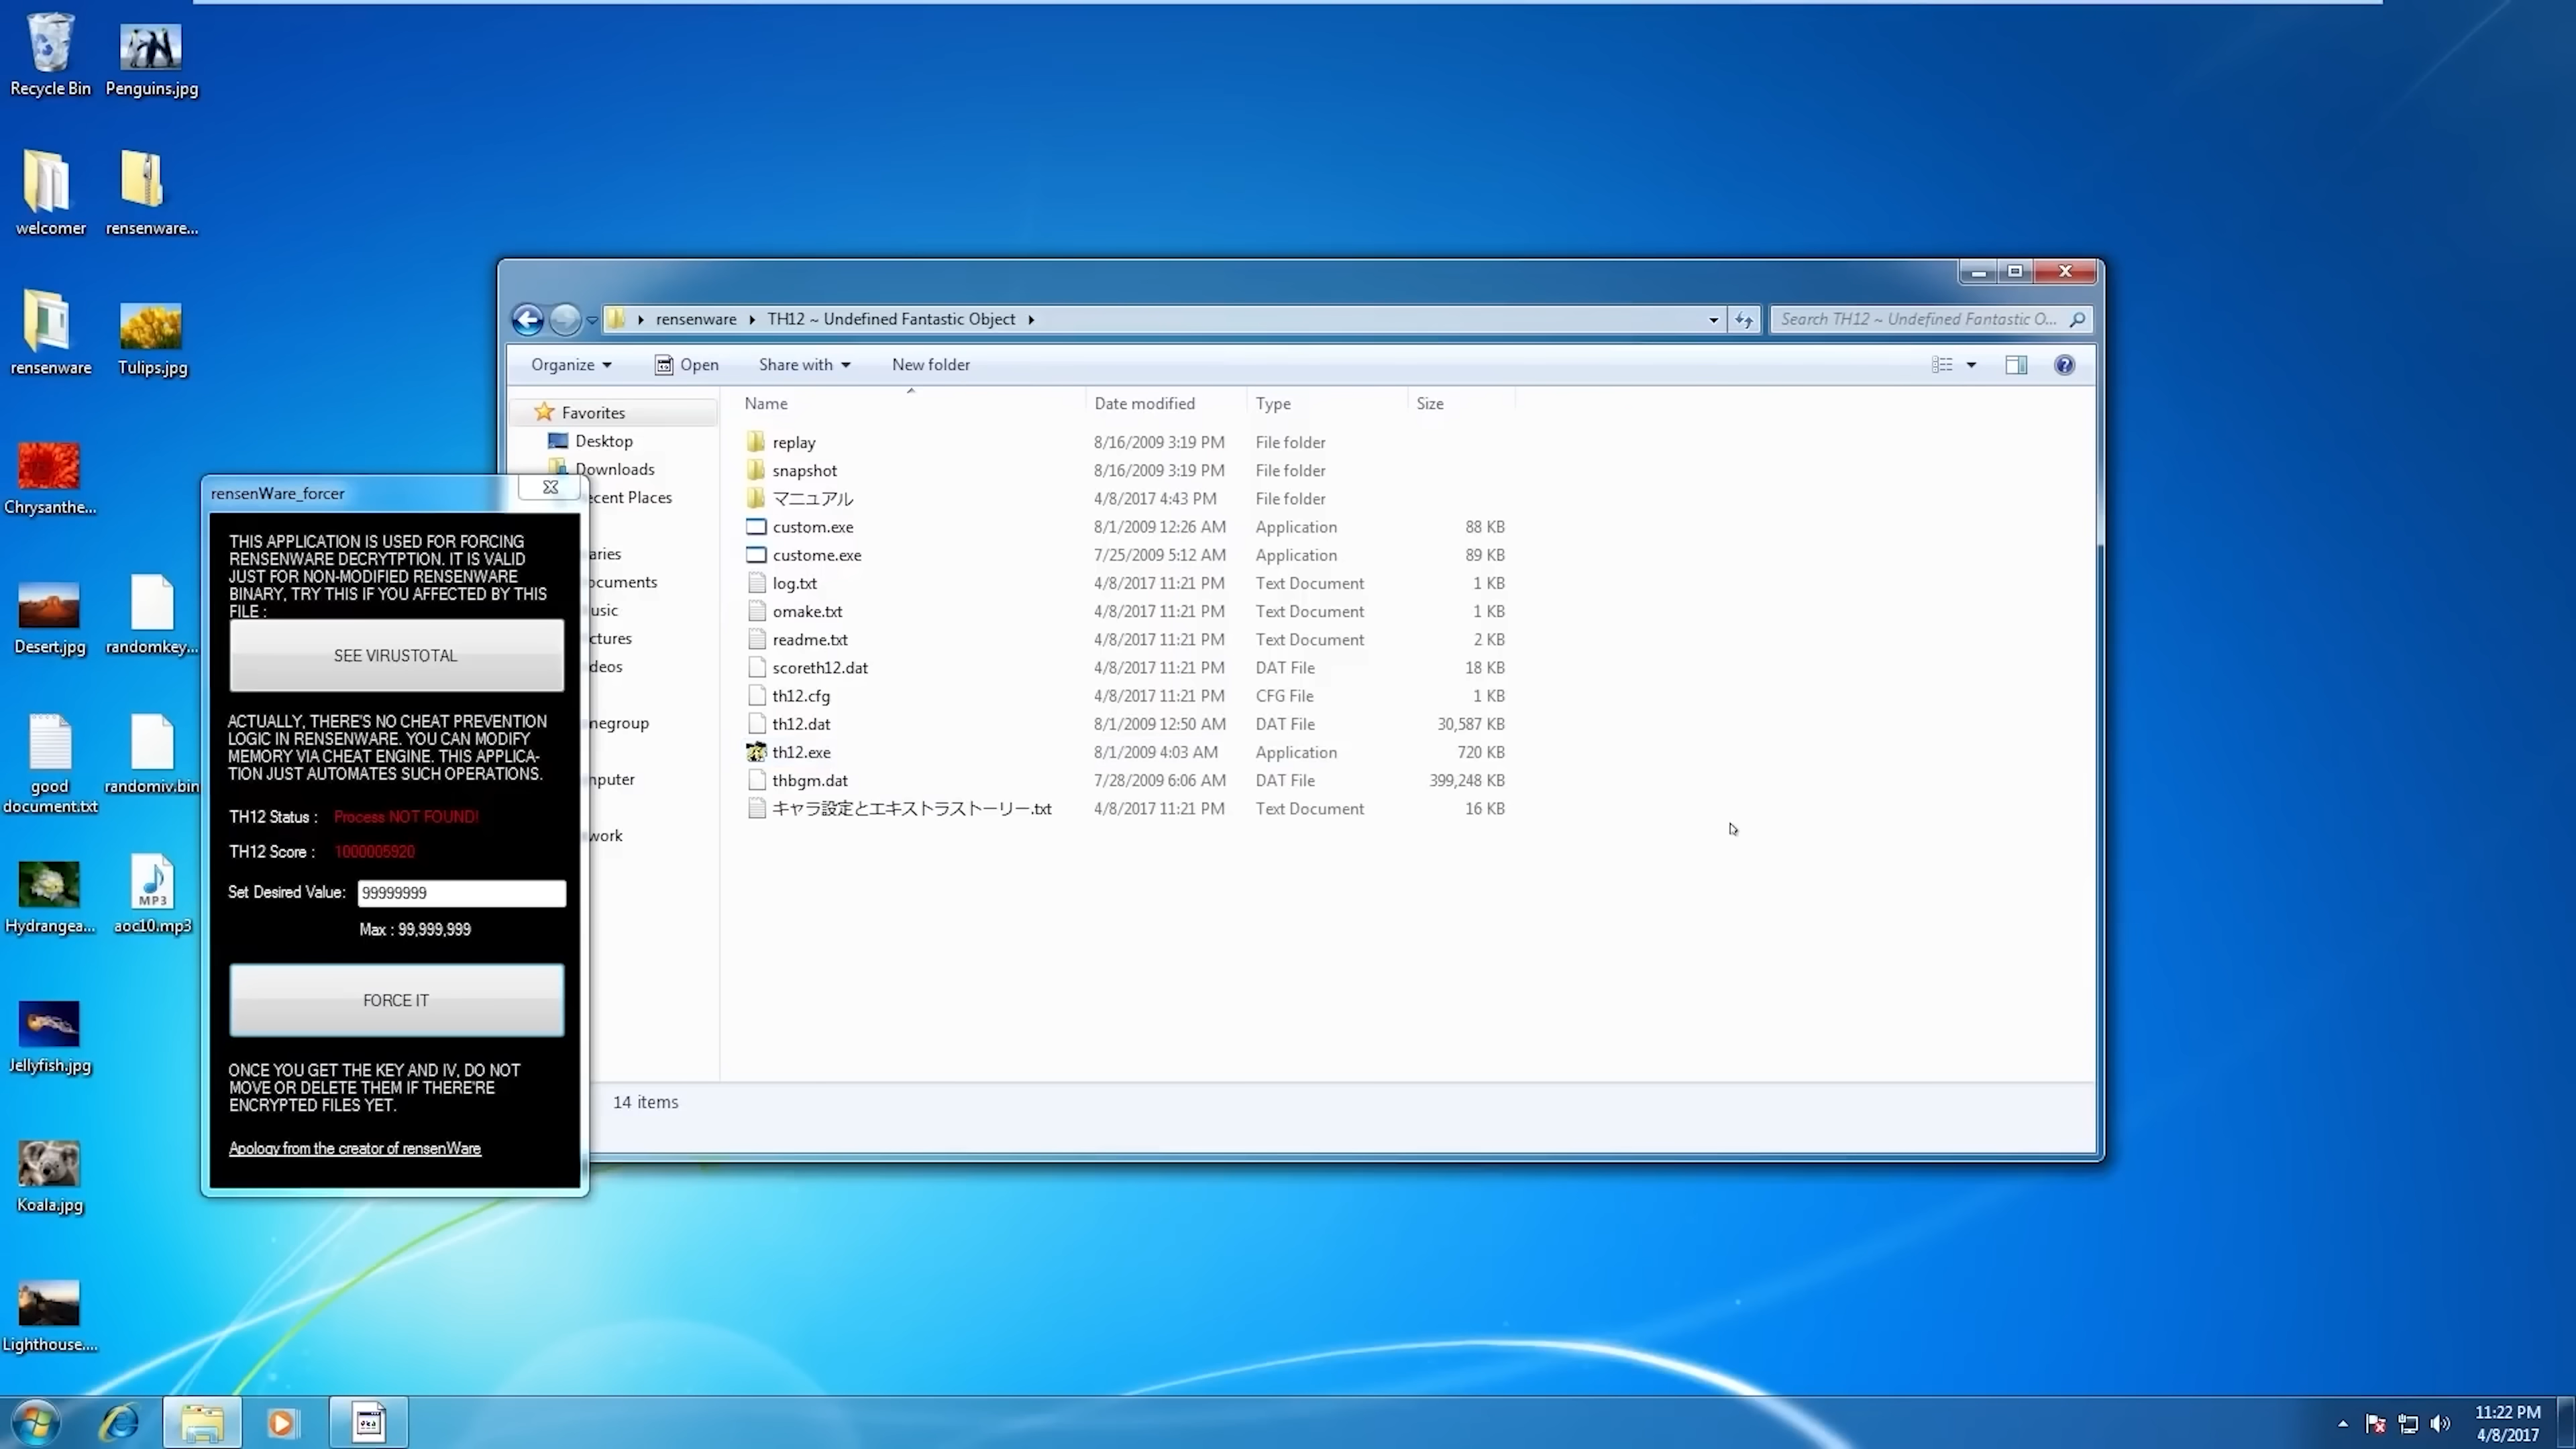 Recycle Bin
Penguins.jpg
welcomer
rensenware...
rensenware
Tulips.jpg
Chrysanthe...
Desert.jpg
randomkey...
good
document.txt
randomiv.bin
Hydrangea...
aoc10.mp3
MP3
Jellyfish.jpg
Koala.jpg
Lighthouse....
rensenware
TH12 ~ Undefined Fantastic Object
Search TH12 ~ Undefined Fantastic O...
Organize
Open
Share with
New folder
Favorites
Desktop
Downloads
ecent Places
aries
ocuments
usic
ctures
deos
negroup
nputer
work
Name Date modified Type Size
replay 8/16/2009 3:19 PM File folder
snapshot 8/16/2009 3:19 PM File folder
マニュアル 4/8/2017 4:43 PM File folder
custom.exe 8/1/2009 12:26 AM Application 88 KB
custome.exe 7/25/2009 5:12 AM Application 89 KB
log.txt 4/8/2017 11:21 PM Text Document 1 KB
omake.txt 4/8/2017 11:21 PM Text Document 1 KB
readme.txt 4/8/2017 11:21 PM Text Document 2 KB
scoreth12.dat 4/8/2017 11:21 PM DAT File 18 KB
th12.cfg 4/8/2017 11:21 PM CFG File 1 KB
th12.dat 8/1/2009 12:50 AM DAT File 30,587 KB
th12.exe 8/1/2009 4:03 AM Application 720 KB
thbgm.dat 7/28/2009 6:06 AM DAT File 399,248 KB
キャラ設定とエキストラストーリー.txt 4/8/2017 11:21 PM Text Document 16 KB
14 items
rensenWare_forcer
THIS APPLICATION IS USED FOR FORCING
RENSENWARE DECRYTPTION. IT IS VALID
JUST FOR NON-MODIFIED RENSENWARE
BINARY, TRY THIS IF YOU AFFECTED BY THIS
FILE :
SEE VIRUSTOTAL
ACTUALLY, THERE'S NO CHEAT PREVENTION
LOGIC IN RENSENWARE. YOU CAN MODIFY
MEMORY VIA CHEAT ENGINE. THIS APPLICA-
TION JUST AUTOMATES SUCH OPERATIONS.
TH12 Status : Process NOT FOUND!
TH12 Score : 1000005920
Set Desired Value: 99999999
Max : 99,999,999
FORCE IT
ONCE YOU GET THE KEY AND IV, DO NOT
MOVE OR DELETE THEM IF THERE'RE
ENCRYPTED FILES YET.
Apology from the creator of rensenWare
11:22 PM
4/8/2017